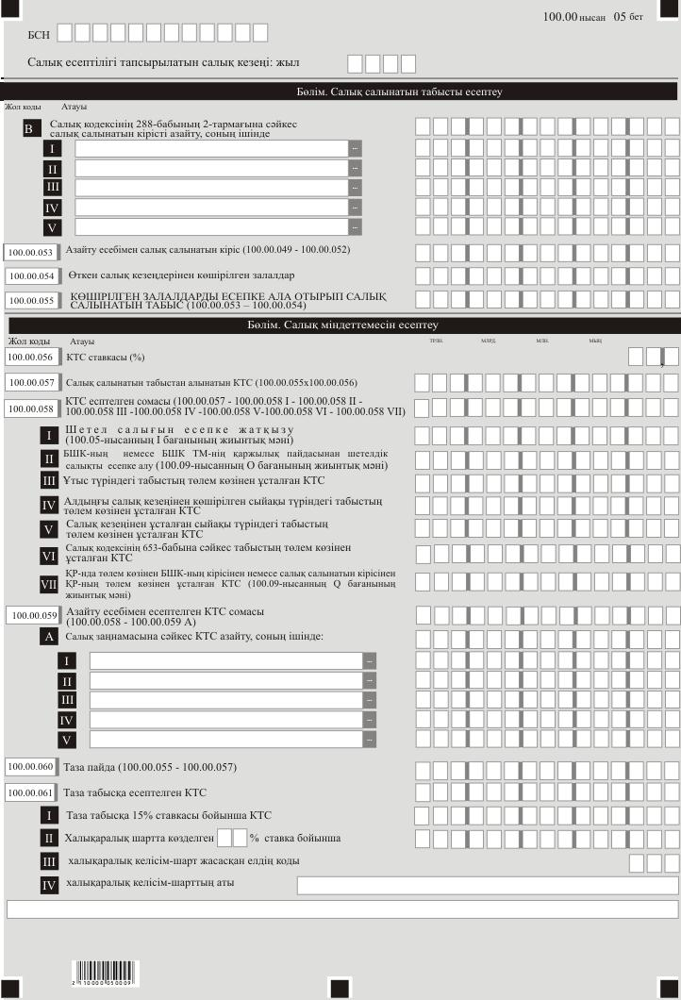 100.00 нысан 05 бет
БСН
Салық есептілігі тапсырылатын салық кезеңі: жыл
Бөлім. Салық салынатын табысты есептеу
Жол коды Атауы
B Салық кодексінің 288-бабының 2-тармағына сәйкес
салық салынатын кірісті азайту, соның ішінде
I ...
II ...
III ...
IV ...
V ...
100.00.053 Азайту есебімен салық салынатын кіріс (100.00.049 - 100.00.052)
100.00.054 Өткен салық кезеңдерінен көшірілген залалдар
100.00.055 КӨШІРІЛГЕН ЗАЛАЛДАРДЫ ЕСЕПКЕ АЛА ОТЫРЫП САЛЫҚ
САЛЫНАТЫН ТАБЫС (100.00.053 – 100.00.054)
Бөлім. Салық міндеттемесін есептеу
Жол коды Атауы ТРЛН. МЛРД. МЛН. МЫҢ
100.00.056 КТС ставкасы (%) ,
100.00.057 Салық салынатын табыстан алынатын КТС (100.00.055х100.00.056)
100.00.058 КТС есптелген сомасы (100.00.057 - 100.00.058 I - 100.00.058 II -
100.00.058 III -100.00.058 IV -100.00.058 V-100.00.058 VI - 100.00.058 VII)
I Шетел салығын есепке жатқызу
(100.05-нысанның I бағанының жиынтық мәні)
II БШК-ның немесе БШК ТМ-нің қаржылық пайдасынан шетелдік
салықты есепке алу (100.09-нысанның О бағанының жиынтық мәні)
III Ұтыс түріндегі табыстың төлем көзінен ұсталған КТС
IV Алдыңғы салық кезеңінен көшірілген сыйақы түріндегі табыстың
төлем көзінен ұсталған КТС
V Салық кезеңінен ұсталған сыйақы түріндегі табыстың
төлем көзінен ұсталған КТС
VI Салық кодексінің 653-бабына сәйкес табыстың төлем көзінен
ұсталған КТС
VII ҚР-нда төлем көзінен БШК-ның кірісінен немесе салық салынатын кірісінен
ҚР-ның төлем көзінен ұсталған КТС (100.09-нысанның Q бағанының
жиынтық мәні)
100.00.059 Азайту есебімен есептелген КТС сомасы
(100.00.058 - 100.00.059 А)
A Салық заңнамасына сәйкес КТС азайту, соның ішінде:
I ...
II ...
III ...
IV ...
V ...
100.00.060 Таза пайда (100.00.055 - 100.00.057)
100.00.061 Таза табысқа есептелген КТС
I Таза табысқа 15% ставкасы бойынша КТС
II Халықаралық шартта көзделген % ставка бойынша
III халықаралық келісім-шарт жасасқан елдің коды
IV халықаралық келісім-шарттың аты
2 110000 050009